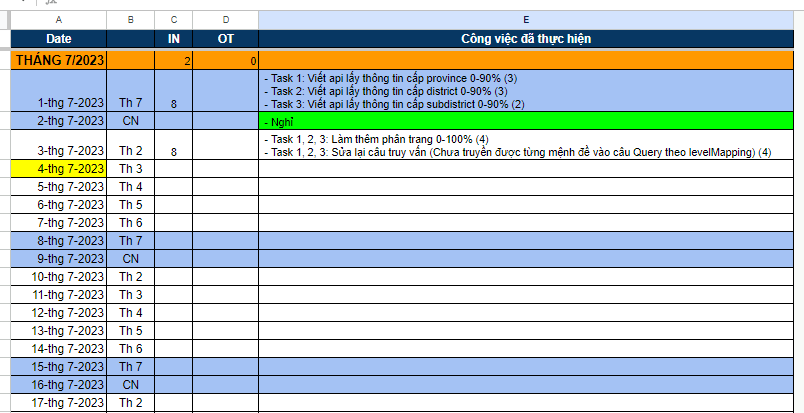 A B C D E
Date IN OT Công việc đã thực hiện
THÁNG 7/2023 2 0
- Task 1: Viết api lấy thông tin cấp province 0-90% (3)
- Task 2: Viết api lấy thông tin cấp district 0-90% (3)
1-thg 7-2023 Th 7 8 - Task 3: Viết api lấy thông tin cấp subdistrict 0-90% (2)
2-thg 7-2023 CN - Nghỉ
- Task 1, 2, 3: Làm thêm phân trang 0-100% (4)
3-thg 7-2023 Th 2 8 - Task 1, 2, 3: Sửa lại câu truy vấn (Chưa truyền được từng mệnh đề vào câu Query theo levelMapping) (4)
4-thg 7-2023 Th 3
5-thg 7-2023 Th 4
6-thg 7-2023 Th 5
7-thg 7-2023 Th 6
8-thg 7-2023 Th 7
9-thg 7-2023 CN
10-thg 7-2023 Th 2
11-thg 7-2023 Th 3
12-thg 7-2023 Th 4
13-thg 7-2023 Th 5
14-thg 7-2023 Th 6
15-thg 7-2023 Th 7
16-thg 7-2023 CN
17-thg 7-2023 Th 2